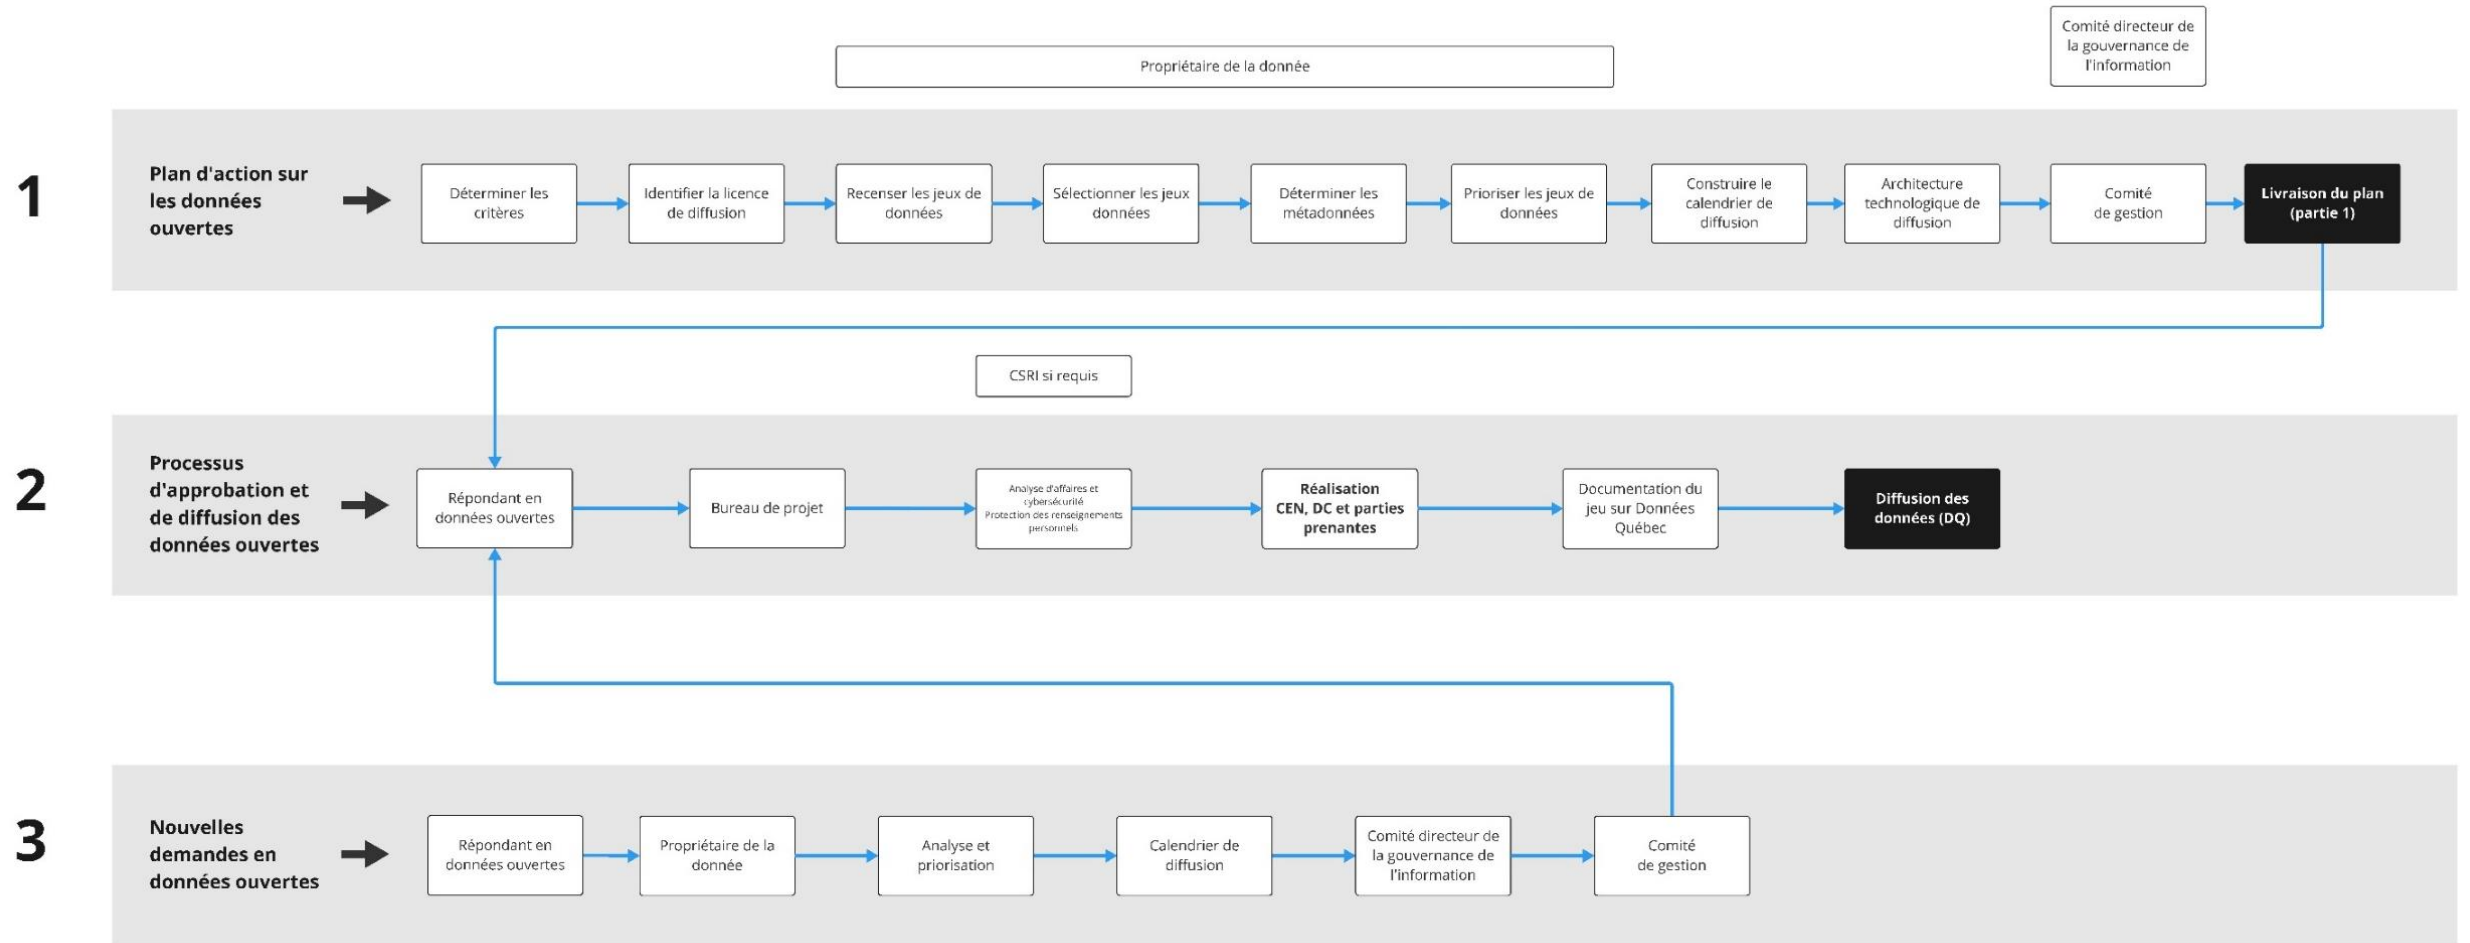 Propriétaire de la donnée
Comité directeur de
la gouvernance de
l'information
1
Plan d'action sur
les données
ouvertes
Déterminer les
critères
Identifier la licence
de diffusion
Recenser les jeux de
données
Sélectionner les jeux
données
Déterminer les
métadonnées
Prioriser les jeux de
données
Construire le
calendrier de
diffusion
Architecture
technologique de
diffusion
Comité
de gestion
Livraison du plan
(partie 1)
CSRI si requis
2
Processus
d'approbation et
de diffusion des
données ouvertes
Répondant en
données ouvertes
Bureau de projet
Analyse d'affaires et
cybersécurité
Protection des renseignements
personnels
Réalisation
CEN, DC et parties
prenantes
Documentation du
jeu sur Données
Québec
Diffusion des
données (DQ)
3
Nouvelles
demandes en
données ouvertes
Répondant en
données ouvertes
Propriétaire de la
donnée
Analyse et
priorisation
Calendrier de
diffusion
Comité directeur de
la gouvernance de
l'information
Comité
de gestion